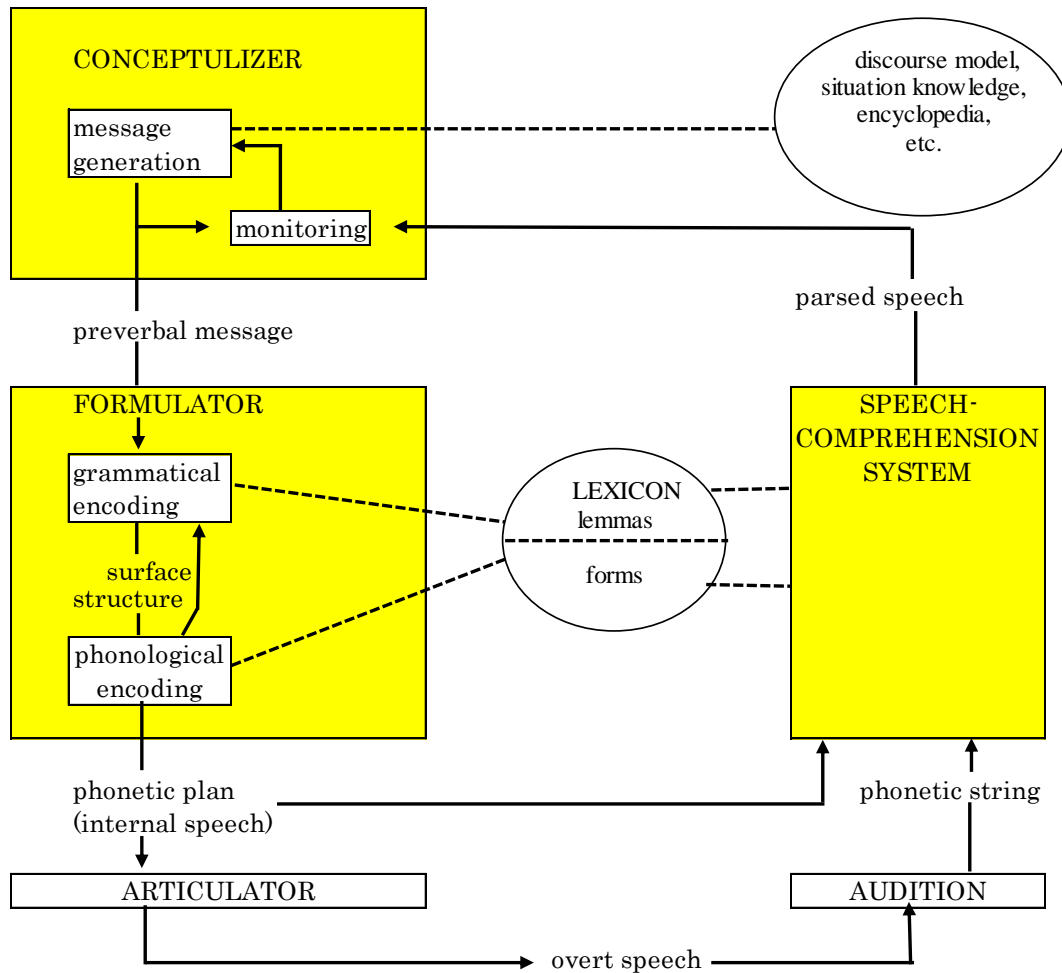 CONCEPTULIZER
message
generation
monitoring
discourse model,
situation knowledge,
encyclopedia,
etc.
preverbal message
parsed speech
FORMULATOR
grammatical
encoding
surface
structure
phonological
encoding
LEXICON
lemmas
forms
SPEECH-
COMPREHENSION
SYSTEM
phonetic plan
(internal speech)
phonetic string
ARTICULATOR
AUDITION
overt speech